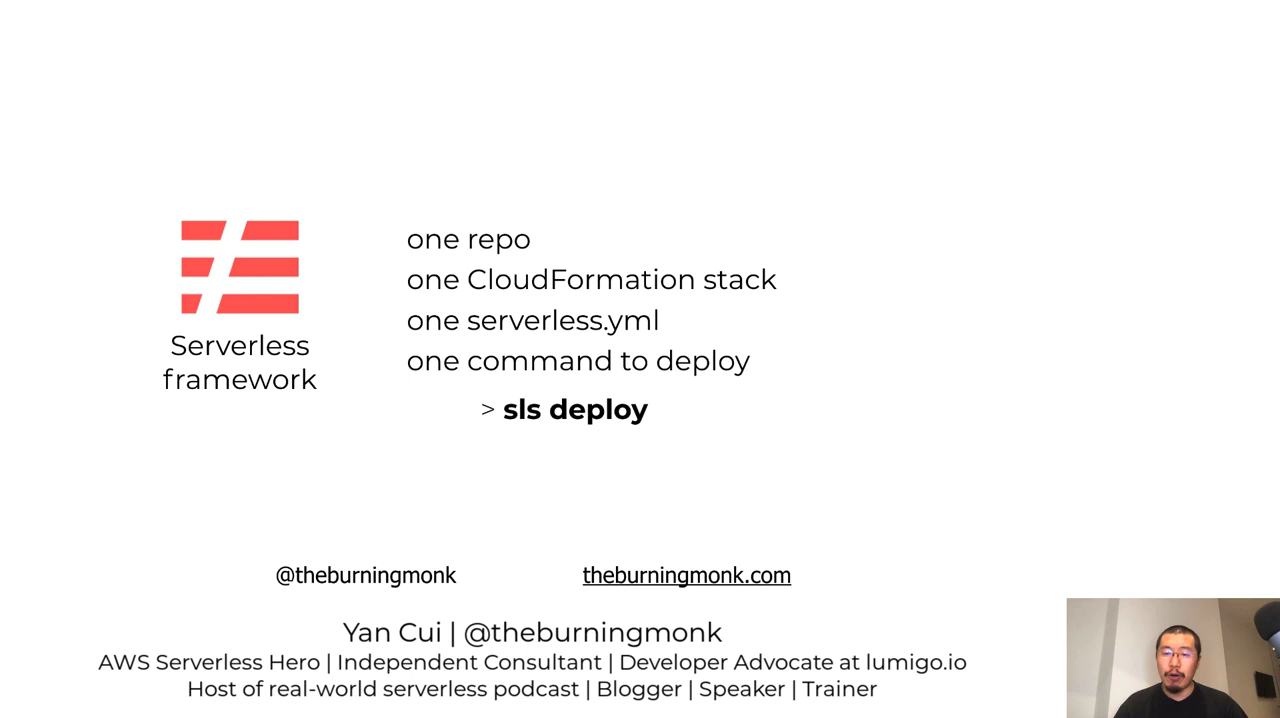 one repo
one CloudFormation stack
one serverless.yml
one command to deploy
> sls deploy
Serverless
framework
@theburningmonk
theburningmonk.com
Yan Cui | @theburningmonk
AWS Serverless Hero | Independent Consultant | Developer Advocate at lumigo.io
Host of real-world serverless podcast | Blogger | Speaker | Trainer